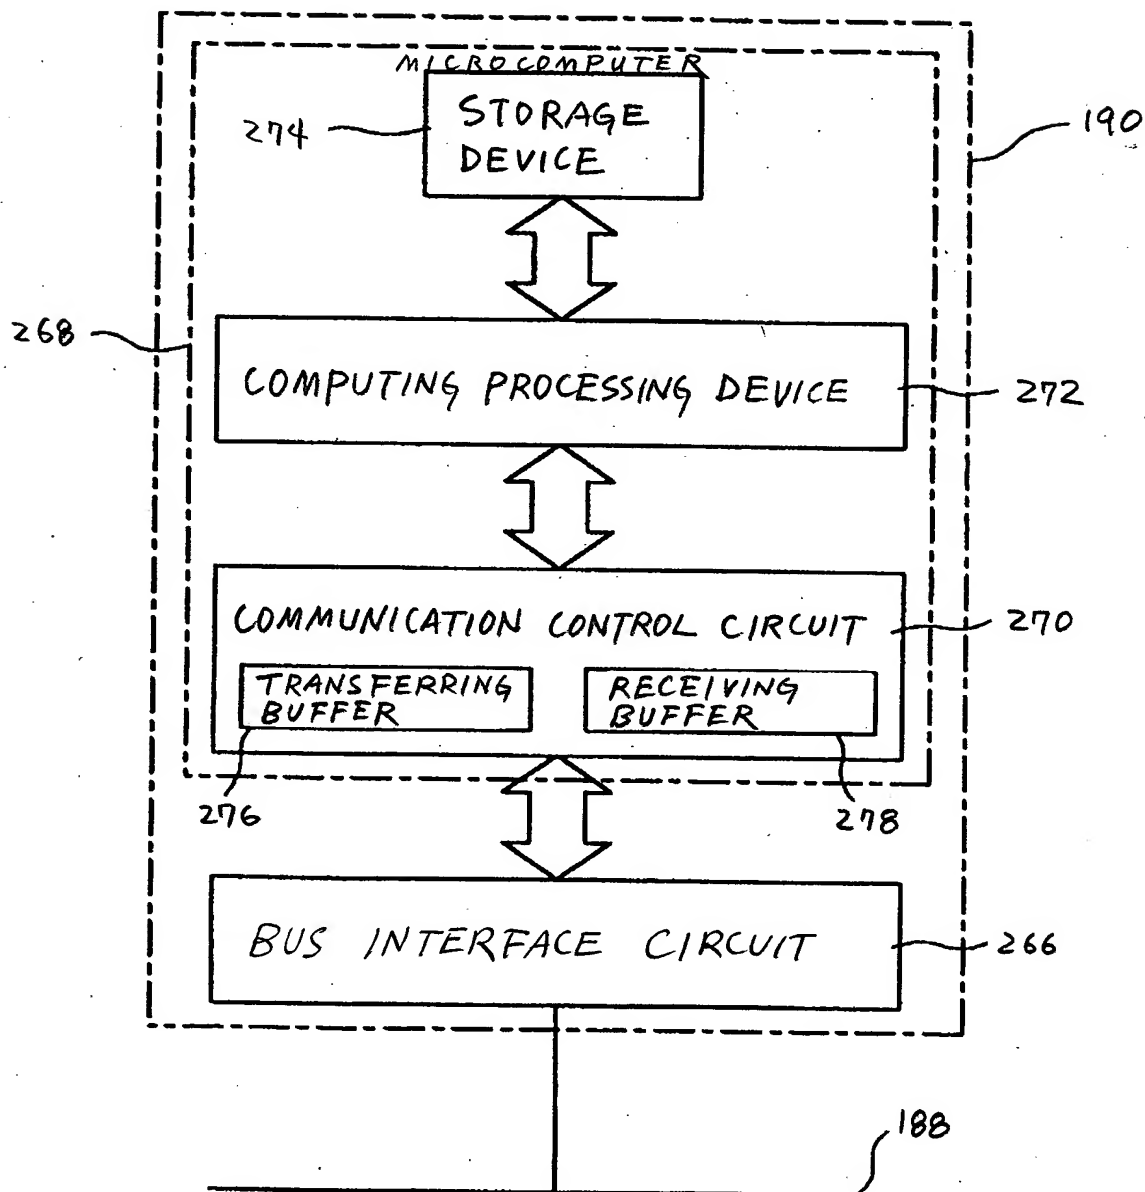 MICROCOMPUTER
STORAGE
DEVICE
274
190
268
COMPUTING PROCESSING DEVICE
272
COMMUNICATION CONTROL CIRCUIT
270
TRANSFERRING
BUFFER
RECEIVING
BUFFER
276
278
BUS INTERFACE CIRCUIT
266
188